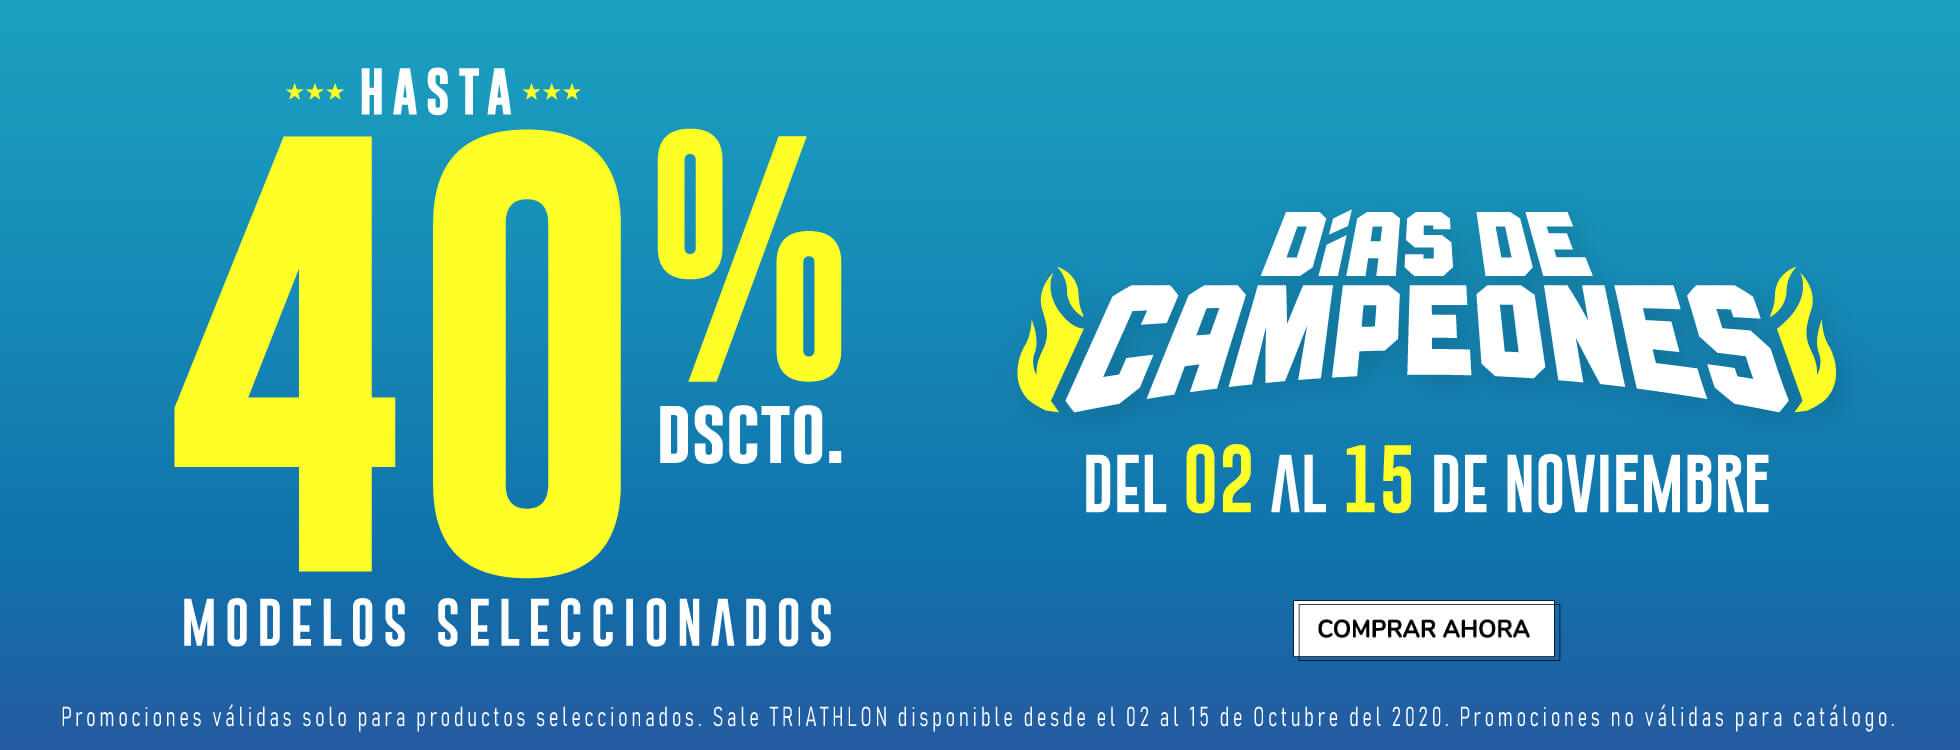 HASTA
40%
DSCTO.
MODELOS SELECCIONADOS
DÍAS DE
CAMPEONES
DEL 02 AL 15 DE NOVIEMBRE
COMPRAR AHORA
Promociones válidas solo para productos seleccionados. Sale TRIATHLON disponible desde el 02 al 15 de Octubre del 2020. Promociones no válidas para catálogo.